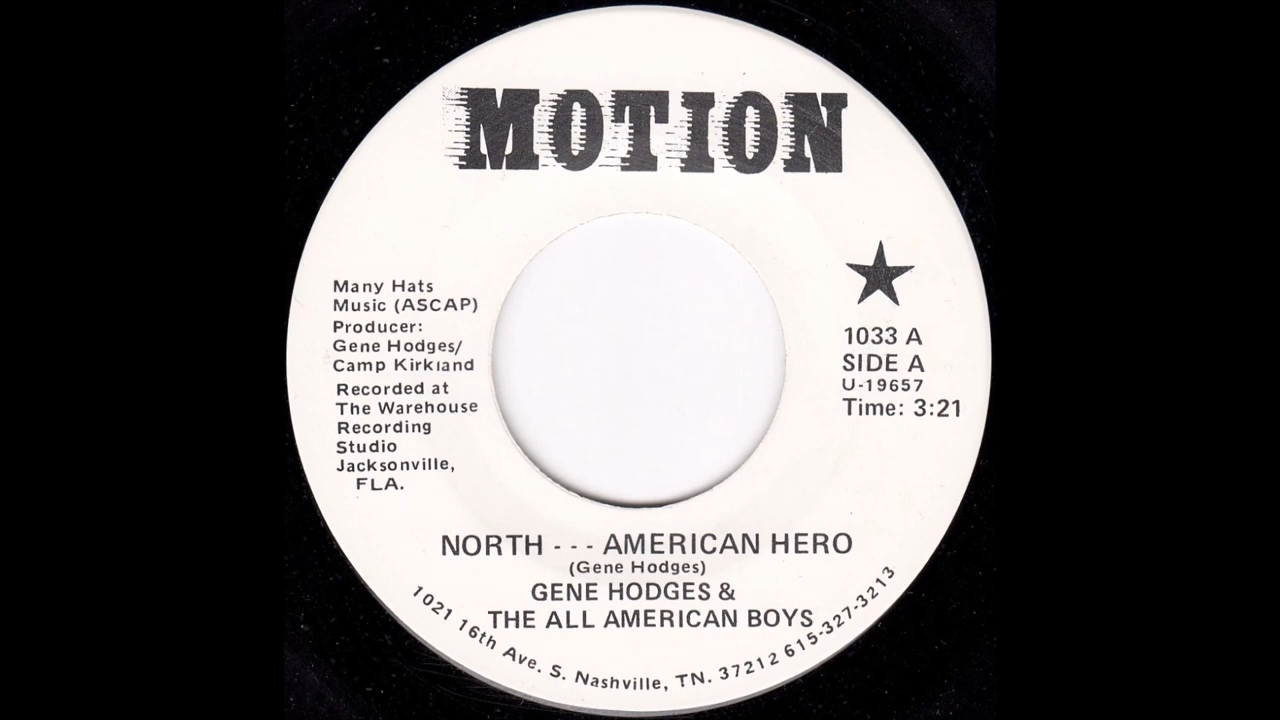 MOTION
Many Hats
Music (ASCAP)
Producer:
Gene Hodges/
Camp Kirkland
Recorded at
The Warehouse
Recording
Studio
Jacksonville,
FLA.
1033 A
SIDE A
U-19657
Time: 3:21
NORTH - - - AMERICAN HERO
(Gene Hodges)
GENE HODGES &
THE ALL AMERICAN BOYS
1021 16th Ave. S. Nashville, TN. 37212 615-327-3213